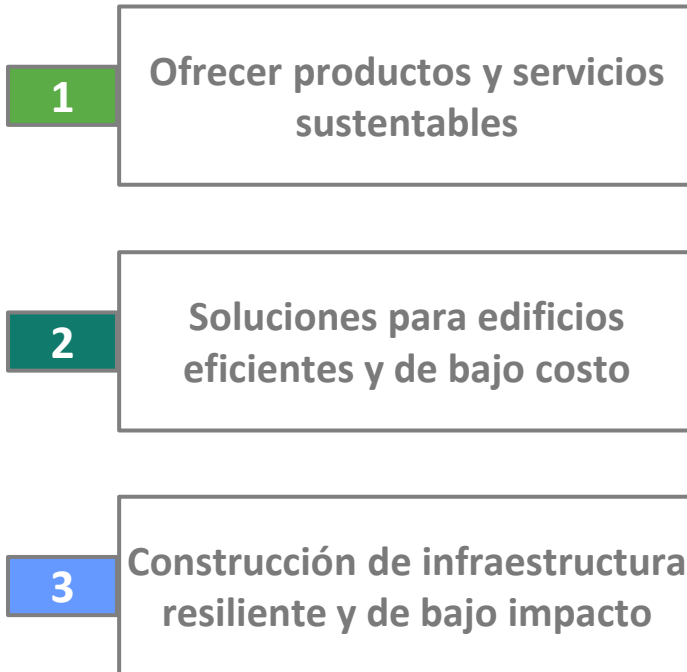 1
Ofrecer productos y servicios
sustentables
2
Soluciones para edificios
eficientes y de bajo costo
3
Construcción de infraestructura
resiliente y de bajo impacto